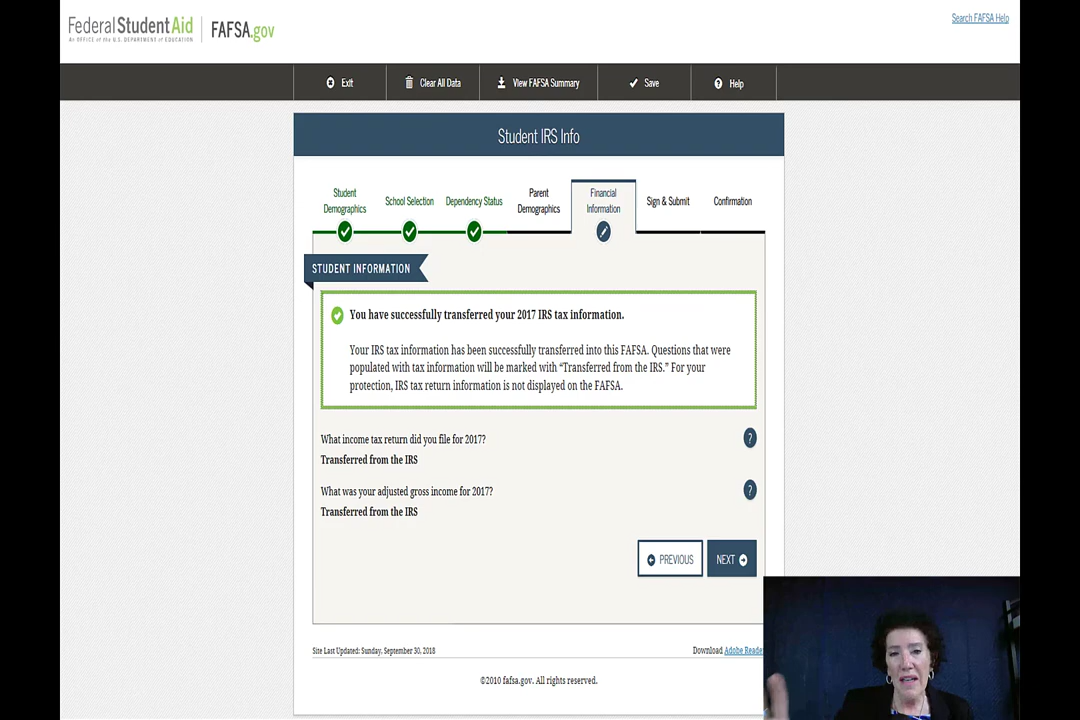 FederalStudentAid
An OFFICE of the U.S. DEPARTMENT of EDUCATION
FAFSA.gov
Search FAFSA Help
Exit
Clear All Data
View FAFSA Summary
Save
Help
Student IRS Info
Student
Demographics
School Selection
Dependency Status
Parent
Demographics
Financial
Information
Sign & Submit
Confirmation
STUDENT INFORMATION
You have successfully transferred your 2017 IRS tax information.
Your IRS tax information has been successfully transferred into this FAFSA. Questions that were
populated with tax information will be marked with “Transferred from the IRS.” For your
protection, IRS tax return information is not displayed on the FAFSA.
What income tax return did you file for 2017?
?
Transferred from the IRS
What was your adjusted gross income for 2017?
?
Transferred from the IRS
PREVIOUS
NEXT
Site Last Updated: Sunday, September 30, 2018
Download Adobe Reader
©2010 fafsa.gov. All rights reserved.